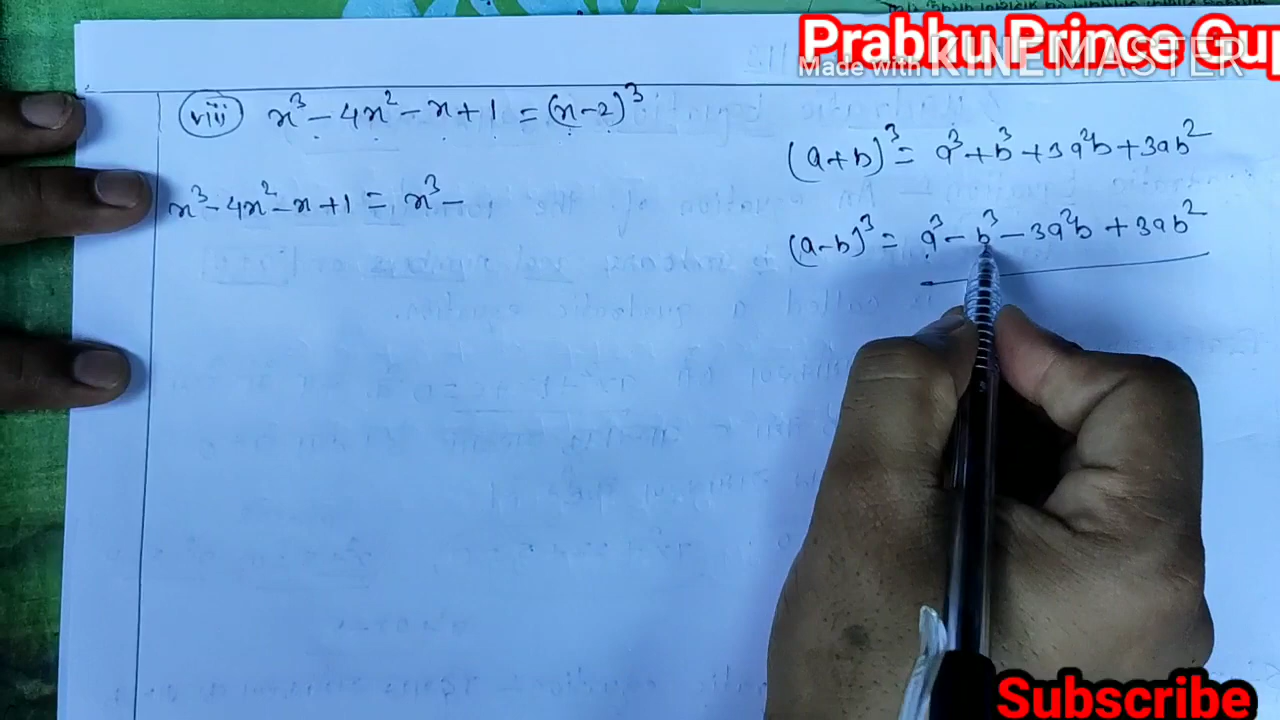 Prabhu Prince Gup
Made with KINEMASTER
(viii) x³ - 4x² - x + 1 = (x-2)³
(a+b)³ = a³ + b³ + 3a²b + 3ab²
x³ - 4x² - x + 1 = x³ -
(a-b)³ = a³ - b³ - 3a²b + 3ab²
Subscribe